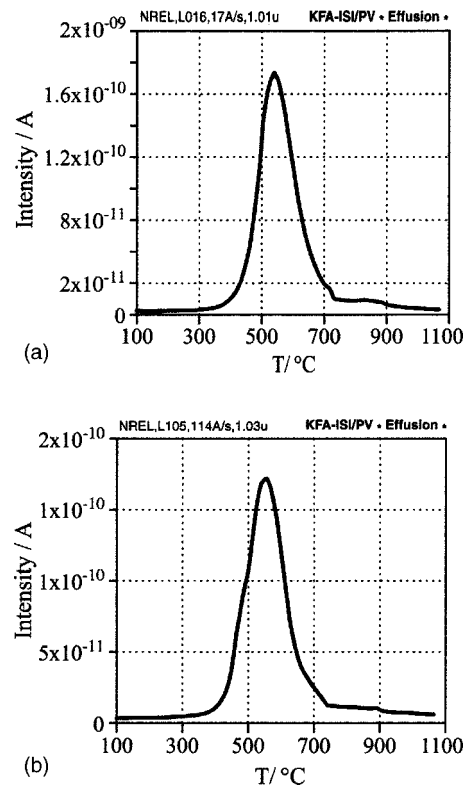 NREL,L016,17A/s,1.01u KFA-ISI/PV * Effusion *
2x10⁻⁰⁹
1.6x10⁻¹⁰
1.2x10⁻¹⁰
8x10⁻¹¹
2x10⁻¹¹
0
Intensity / A
100 300 500 700 900 1100
T/ °C
(a)
NREL,L105,114A/s,1.03u KFA-ISI/PV * Effusion *
2x10⁻¹⁰
1x10⁻¹⁰
1x10⁻¹⁰
5x10⁻¹¹
0
Intensity / A
100 300 500 700 900 1100
T/ °C
(b)